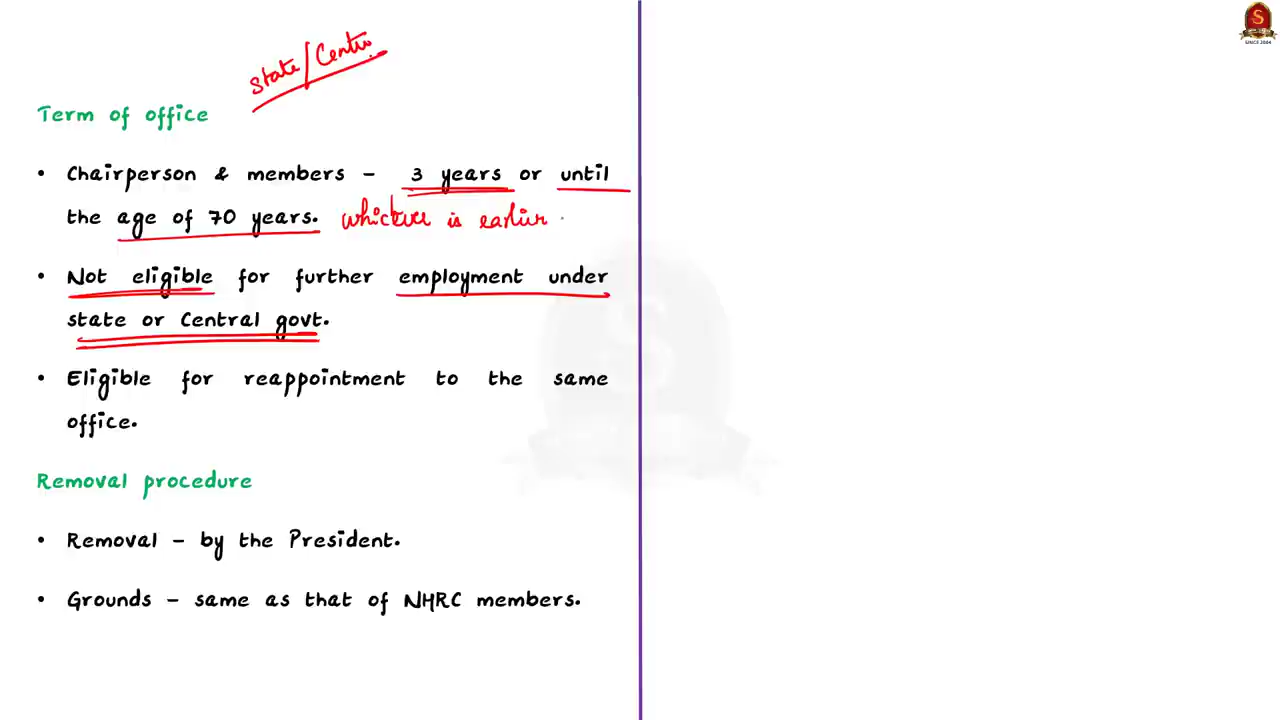 S
SINCE 2004
State/Centre
Term of office
• Chairperson & members – 3 years or until
the age of 70 years. whichever is earlier
• Not eligible for further employment under
state or Central govt.
• Eligible for reappointment to the same
office.
Removal procedure
• Removal – by the President.
• Grounds – same as that of NHRC members.